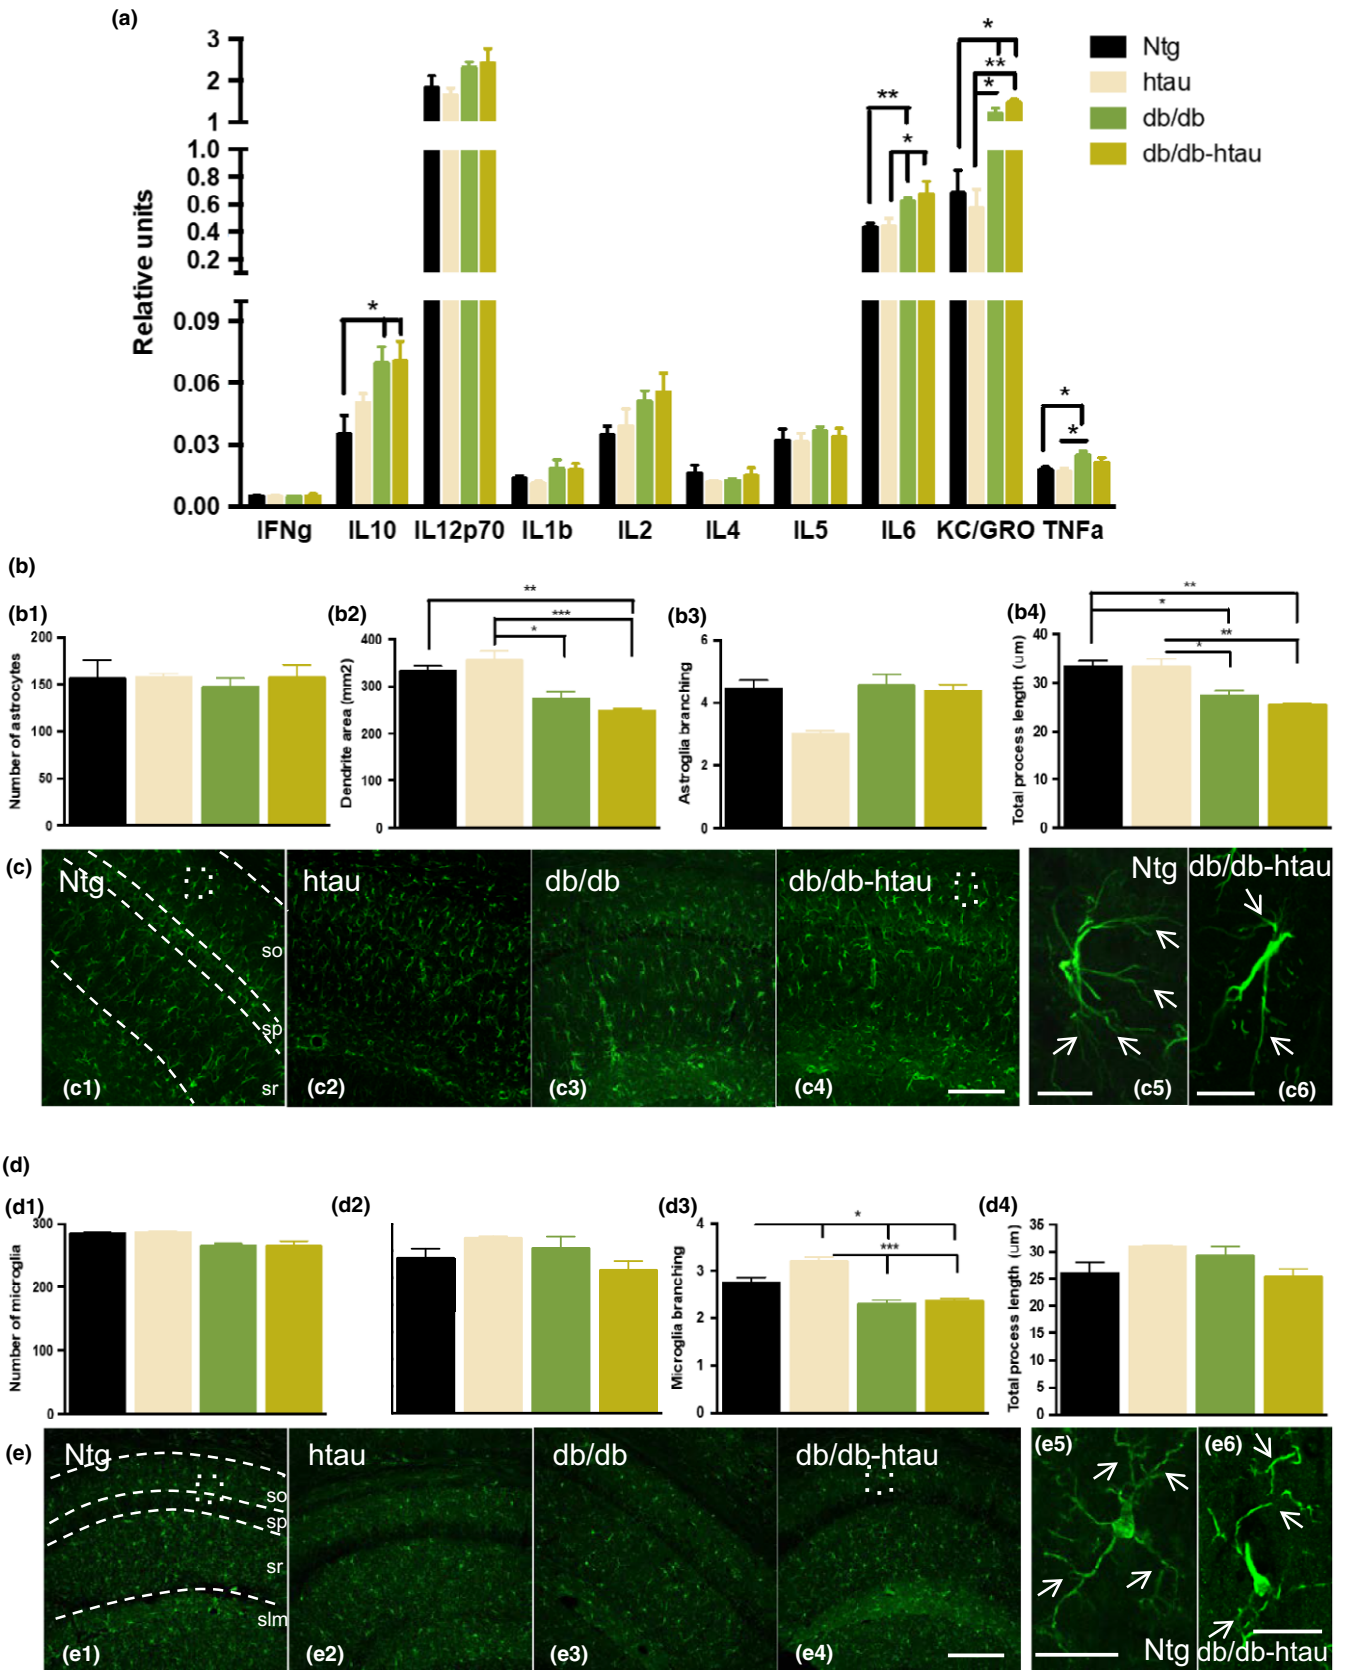 (a)
3
2
1
1.0
0.8
0.6
0.4
0.2
0.09
0.06
0.03
0.00
Relative units
*
**
*
*
**
*
*
*
Ntg
htau
db/db
db/db-htau
IFNg IL10 IL12p70 IL1b IL2 IL4 IL5 IL6 KC/GRO TNFa
(b)
(b1)
Number of astrocytes
200
150
100
50
0
(b2)
Dendrite area (mm2)
400
300
200
100
0
**
***
*
(b3)
Astroglia branching
6
4
2
0
(b4)
Total process length (um)
40
30
20
10
0
**
*
**
*
(c)
Ntg
so
sp
sr
(c1)
htau
(c2)
db/db
(c3)
db/db-htau
(c4)
Ntg
(c5)
db/db-htau
(c6)
(d)
(d1)
Number of microglia
300
200
100
0
(d2)
(d3)
Microglia branching
4
3
2
1
0
*
***
(d4)
Total process length (um)
35
30
25
20
15
10
5
0
(e)
Ntg
so
sp
sr
slm
(e1)
htau
(e2)
db/db
(e3)
db/db-htau
(e4)
(e5)
Ntg
(e6)
db/db-htau